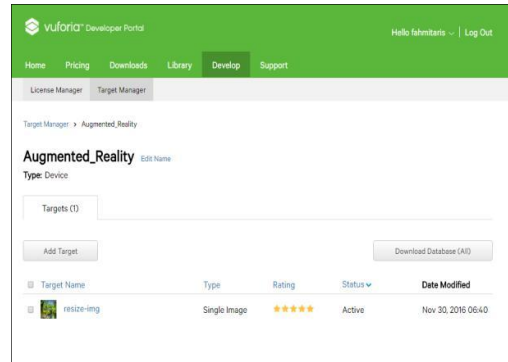 vuforia™ Developer Portal
Hello fahmitaris | Log Out
Home Pricing Downloads Library Develop Support
License Manager Target Manager
Target Manager > Augmented_Reality
Augmented_Reality Edit Name
Type: Device
Targets (1)
Add Target Download Database (All)
Target Name Type Rating Status Date Modified
resize-img Single Image Active Nov 30, 2016 06:40